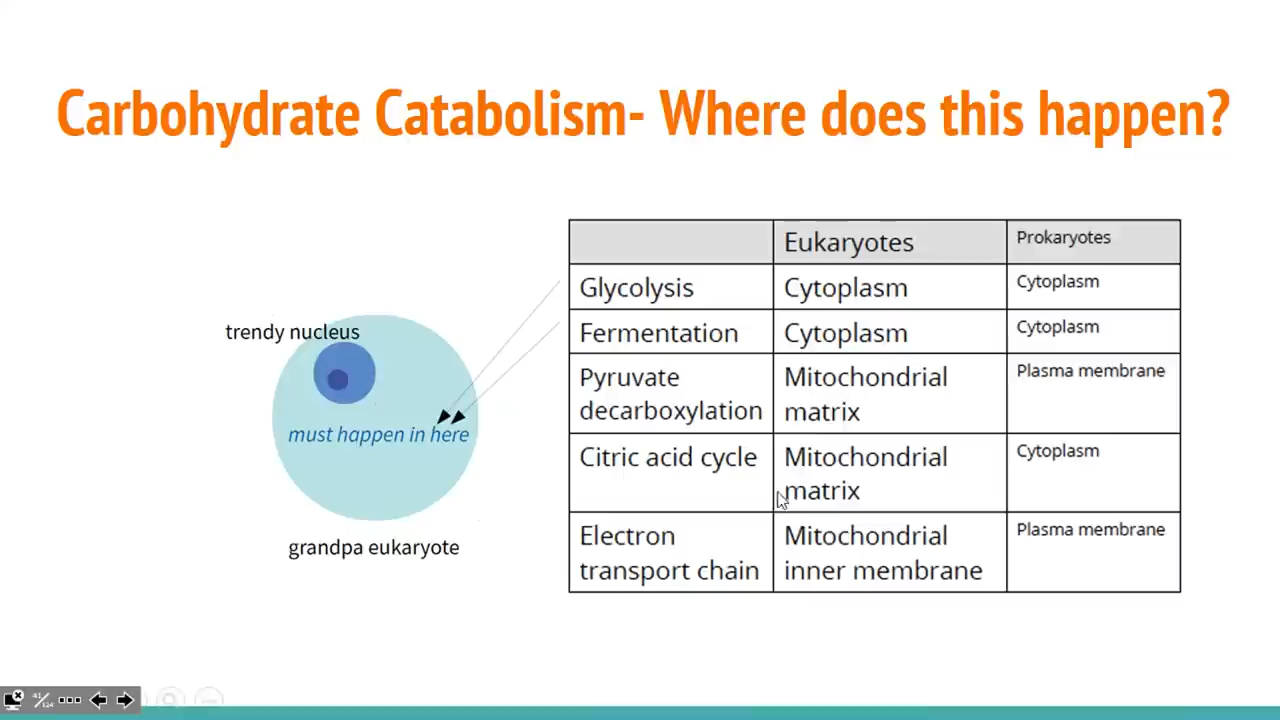 Carbohydrate Catabolism- Where does this happen?
Eukaryotes
Prokaryotes
Glycolysis
Cytoplasm
Cytoplasm
Fermentation
Cytoplasm
Cytoplasm
Pyruvate
decarboxylation
Mitochondrial
matrix
Plasma membrane
Citric acid cycle
Mitochondrial
matrix
Cytoplasm
Electron
transport chain
Mitochondrial
inner membrane
Plasma membrane
trendy nucleus
must happen in here
grandpa eukaryote
41/124